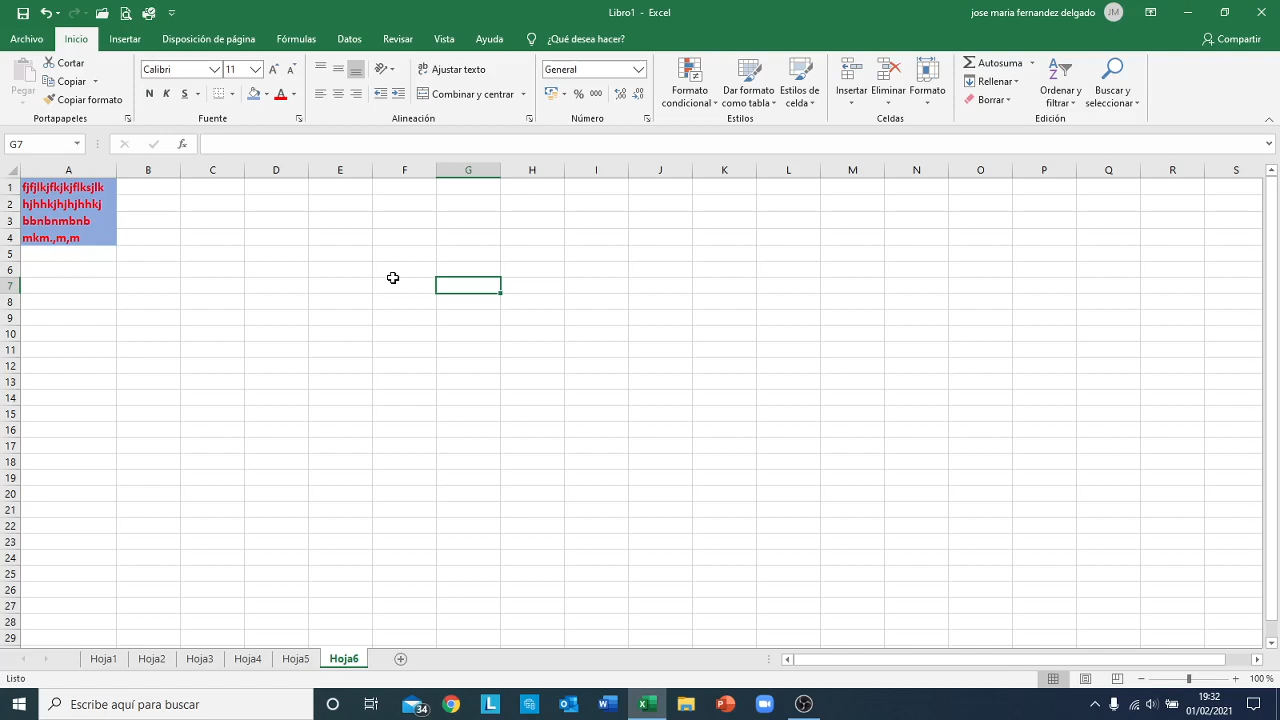 Libro1 - Excel
jose maria fernandez delgado JM
Archivo Inicio Insertar Disposición de página Fórmulas Datos Revisar Vista Ayuda ¿Qué desea hacer? Compartir
Pegar
Cortar
Copiar
Copiar formato
Portapapeles
Calibri 11
N K S
Fuente
Ajustar texto
Combinar y centrar
Alineación
General
% 000
Número
Formato condicional
Dar formato como tabla
Estilos de celda
Estilos
Insertar
Eliminar
Formato
Celdas
Autosuma
Rellenar
Borrar
Ordenar y filtrar
Buscar y seleccionar
Edición
G7 fx
A B C D E F G H I J K L M N O P Q R S
1 fjfjlkjfkjkjflksjlk
2 hjhhkjhjhjhhkj
3 bbnbnmbnb
4 mkm.,m,m
5
6
7
8
9
10
11
12
13
14
15
16
17
18
19
20
21
22
23
24
25
26
27
28
29
Hoja1 Hoja2 Hoja3 Hoja4 Hoja5 Hoja6
Listo
100 %
Escribe aquí para buscar
34
19:32
01/02/2021